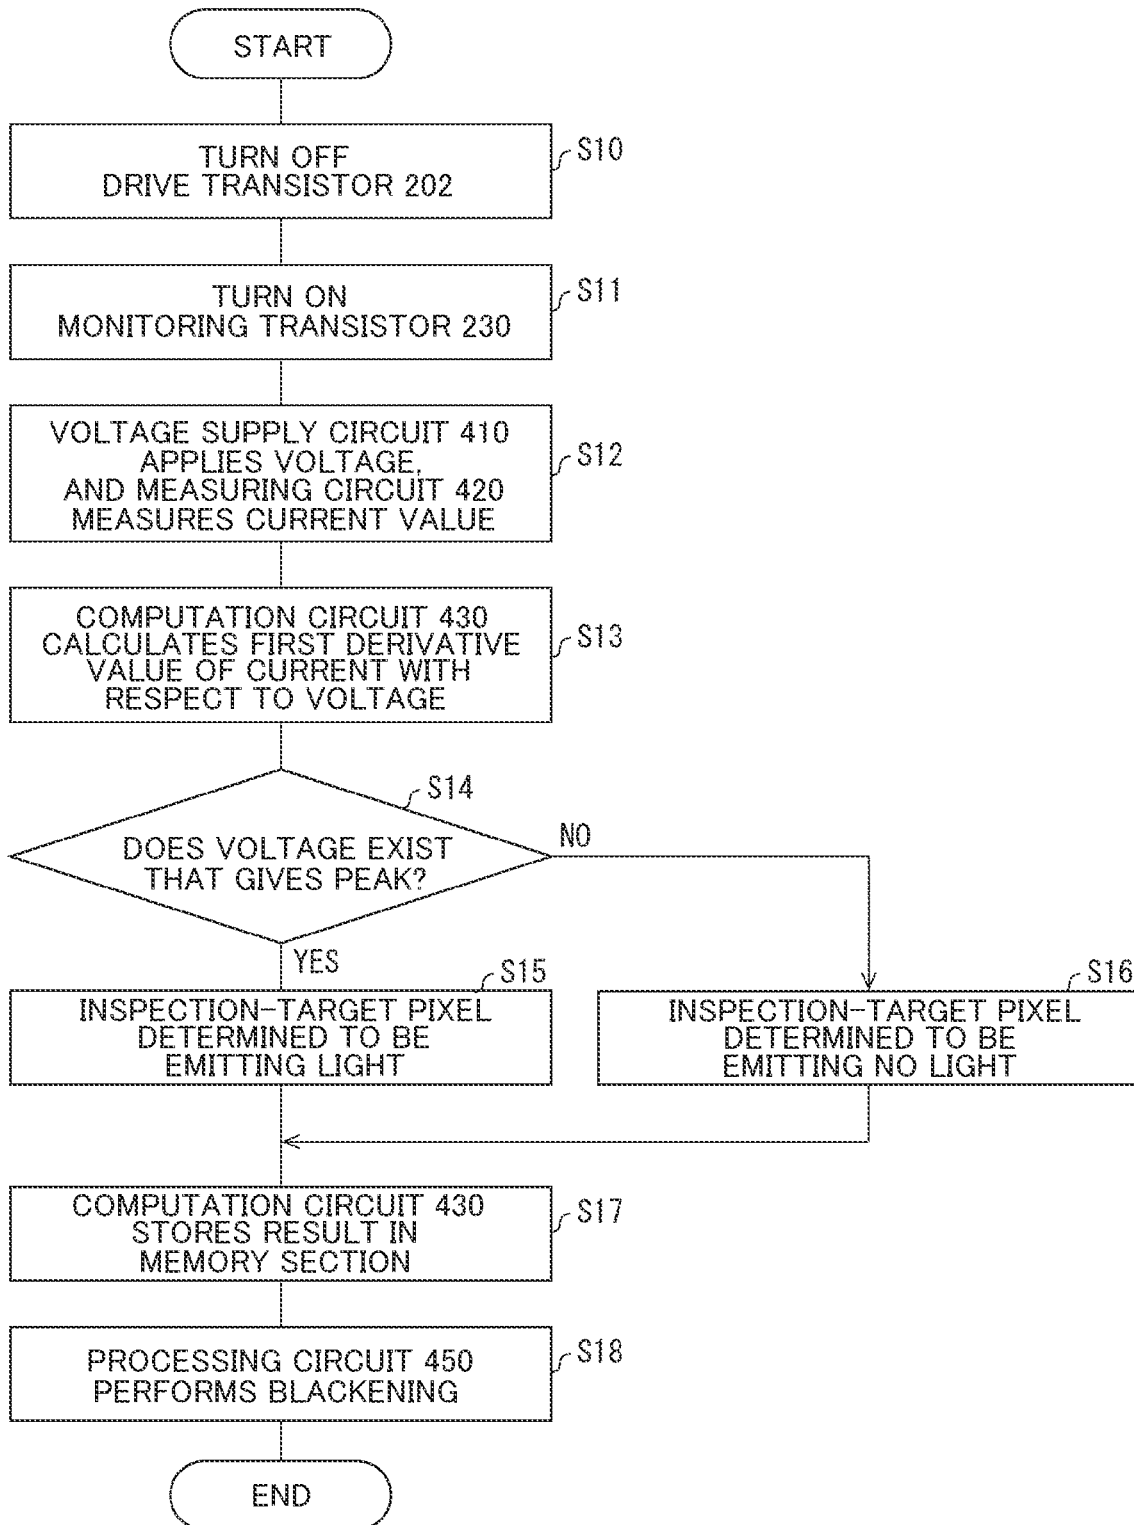 START
S10
TURN OFF
DRIVE TRANSISTOR 202
S11
TURN ON
MONITORING TRANSISTOR 230
S12
VOLTAGE SUPPLY CIRCUIT 410
APPLIES VOLTAGE,
AND MEASURING CIRCUIT 420
MEASURES CURRENT VALUE
S13
COMPUTATION CIRCUIT 430
CALCULATES FIRST DERIVATIVE
VALUE OF CURRENT WITH
RESPECT TO VOLTAGE
S14
DOES VOLTAGE EXIST
THAT GIVES PEAK?
NO
YES
S15
INSPECTION-TARGET PIXEL
DETERMINED TO BE
EMITTING LIGHT
S16
INSPECTION-TARGET PIXEL
DETERMINED TO BE
EMITTING NO LIGHT
S17
COMPUTATION CIRCUIT 430
STORES RESULT IN
MEMORY SECTION
S18
PROCESSING CIRCUIT 450
PERFORMS BLACKENING
END